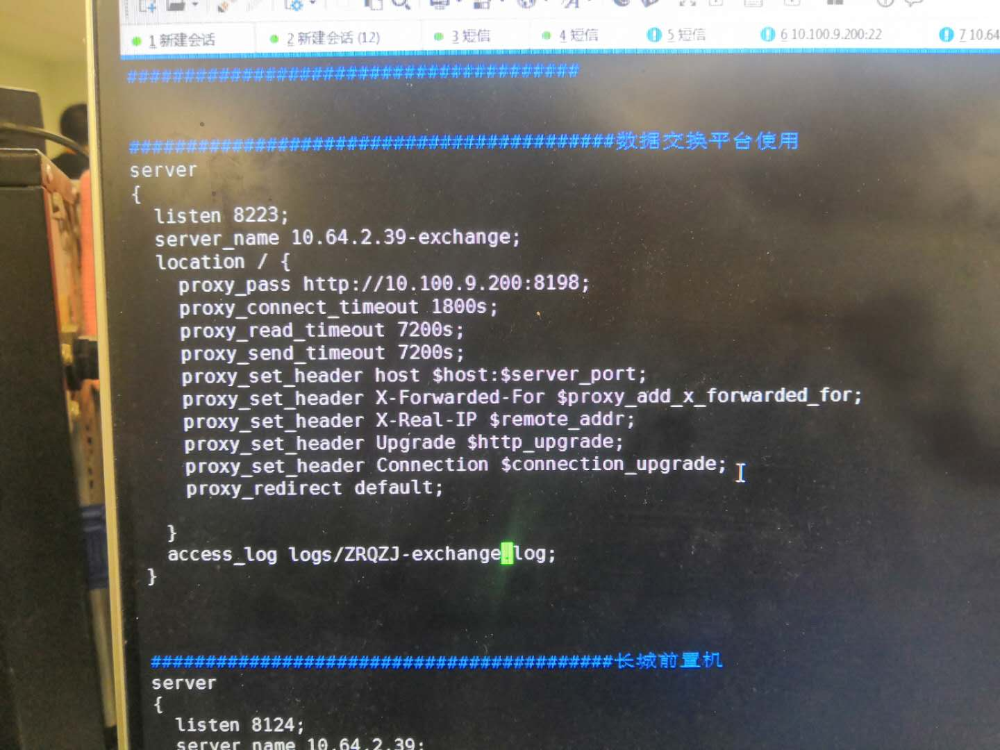 1 新建会话 2 新建会话 (12) 3 短信 4 短信 5 短信 6 10.100.9.200:22 7 10.64
########################################
###########################################数据交换平台使用
server
{
listen 8223;
server_name 10.64.2.39-exchange;
location / {
proxy_pass http://10.100.9.200:8198;
proxy_connect_timeout 1800s;
proxy_read_timeout 7200s;
proxy_send_timeout 7200s;
proxy_set_header host $host:$server_port;
proxy_set_header X-Forwarded-For $proxy_add_x_forwarded_for;
proxy_set_header X-Real-IP $remote_addr;
proxy_set_header Upgrade $http_upgrade;
proxy_set_header Connection $connection_upgrade;
proxy_redirect default;
}
access_log logs/ZRQZJ-exchange.log;
}
###########################################长城前置机
server
{
listen 8124;
server_name 10.64.2.39;